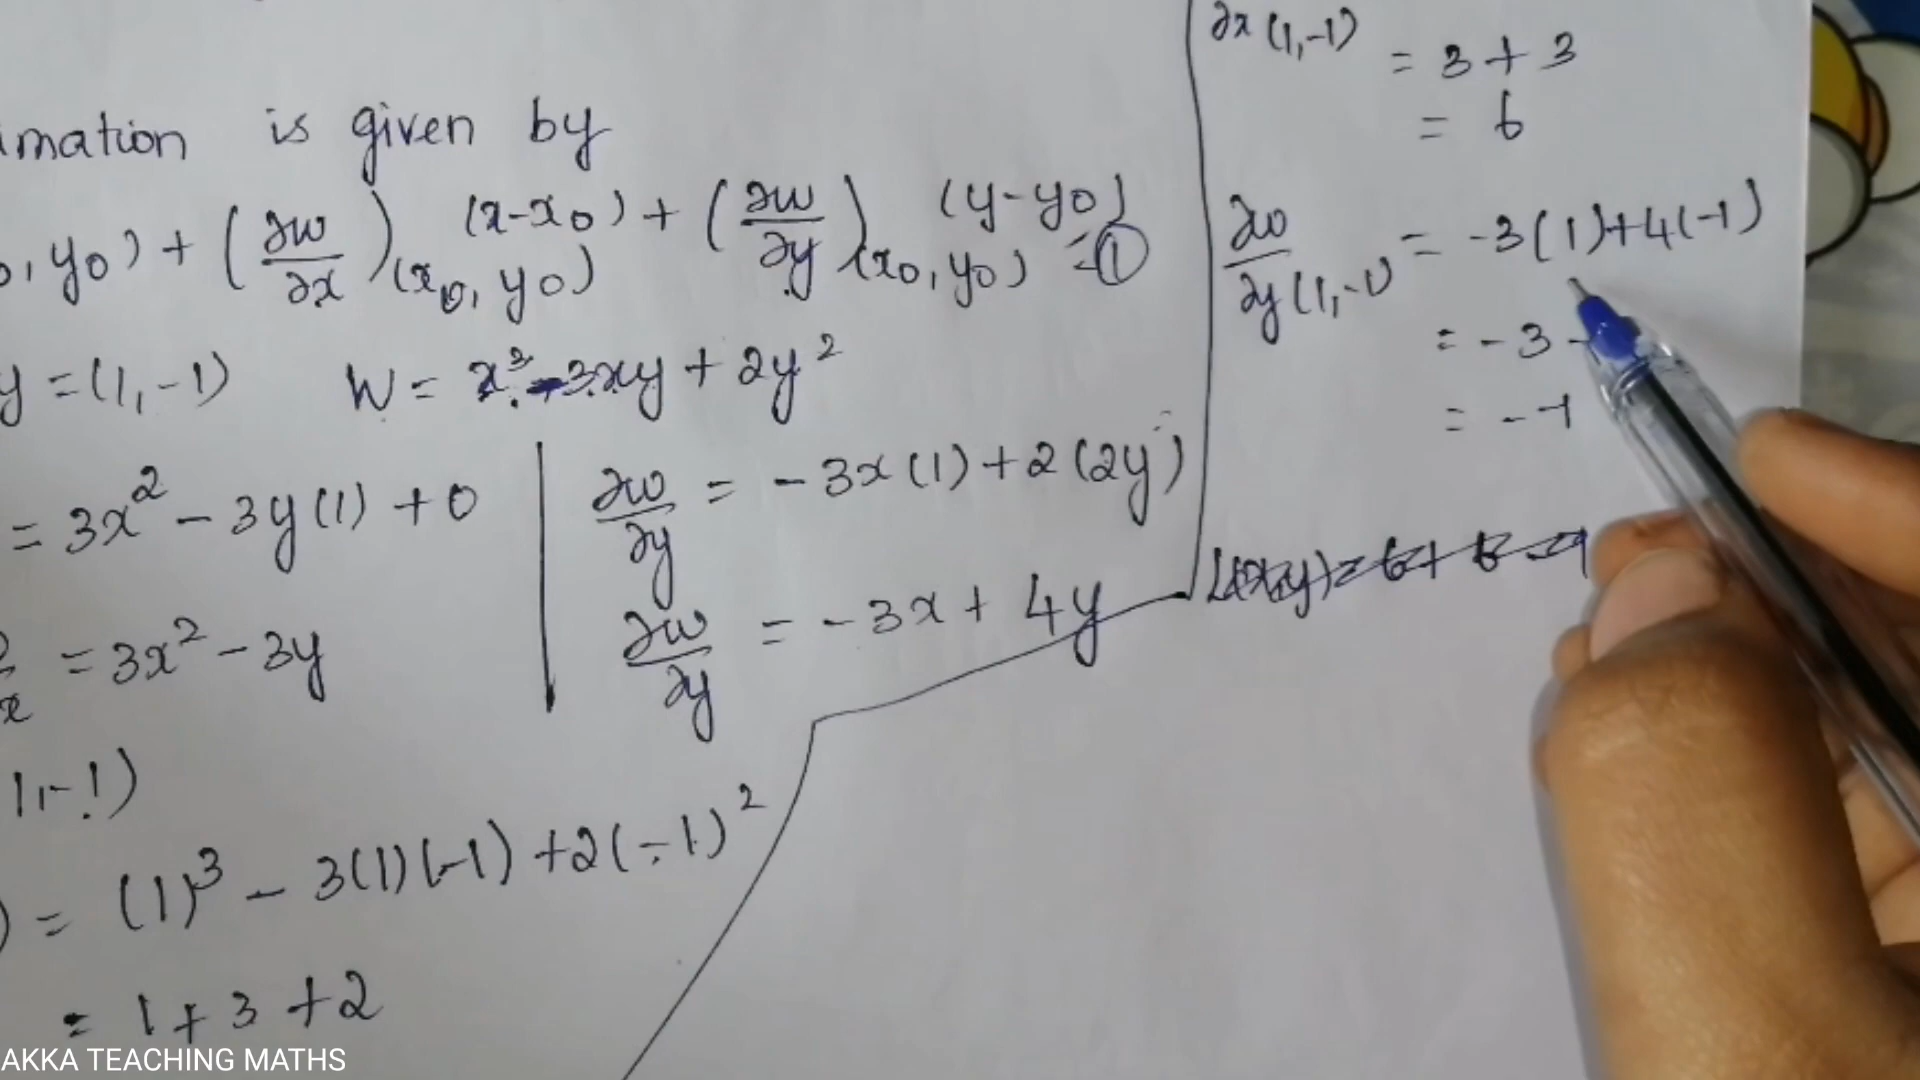 imation is given by
0, y0) + (∂w/∂x)(x0, y0) (x-x0) + (∂w/∂y)(x0, y0) (y-y0) -①
y = (1, -1) W = x³ - 3xy + 2y²
= 3x² - 3y(1) + 0
= 3x² - 3y
∂w/∂y = -3x(1) + 2(2y)
∂w/∂y = -3x + 4y
1, -1)
) = (1)³ - 3(1)(-1) + 2(-1)²
= 1 + 3 + 2
∂x (1,-1) = 3 + 3
= 6
∂w/∂y (1,-1) = -3(1) + 4(-1)
= -3 -
= -
AKKA TEACHING MATHS